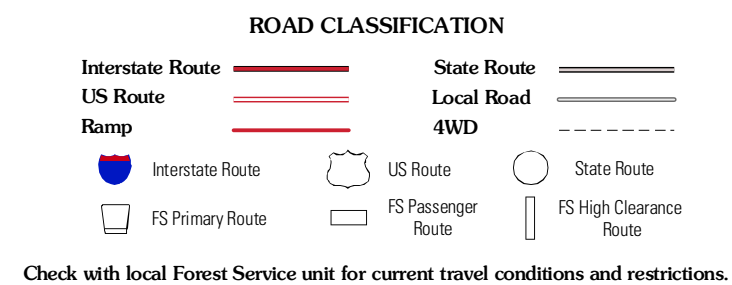 ROAD CLASSIFICATION
Interstate Route
State Route
US Route
Local Road
Ramp
4WD
Interstate Route
US Route
State Route
FS Primary Route
FS Passenger
Route
FS High Clearance
Route
Check with local Forest Service unit for current travel conditions and restrictions.